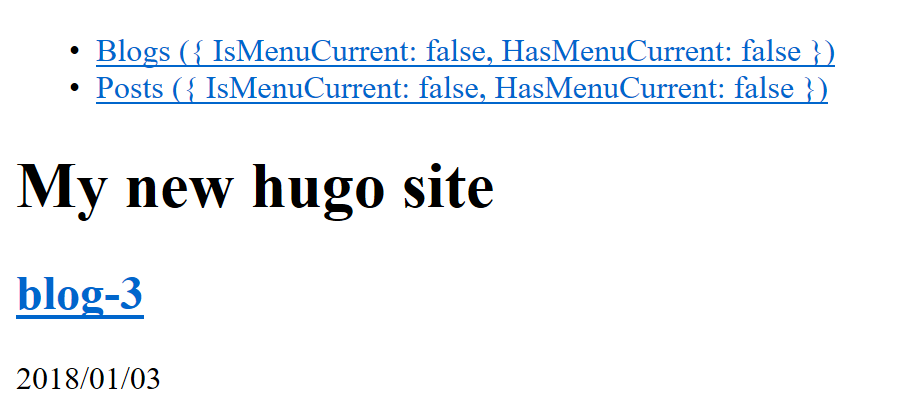 Blogs ({ IsMenuCurrent: false, HasMenuCurrent: false })
Posts ({ IsMenuCurrent: false, HasMenuCurrent: false })
My new hugo site
blog-3
2018/01/03